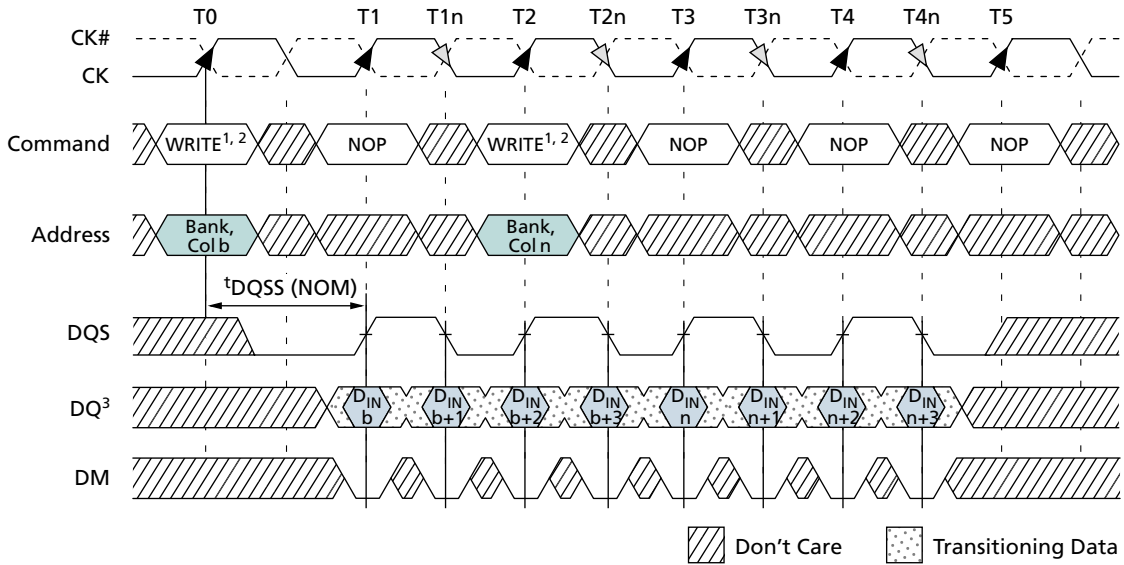 T0 T1 T1n T2 T2n T3 T3n T4 T4n T5
CK#
CK
Command WRITE1, 2 NOP WRITE1, 2 NOP NOP NOP
Address Bank, Col b Bank, Col n
tDQSS (NOM)
DQS
DQ3 DIN b DIN b+1 DIN b+2 DIN b+3 DIN n DIN n+1 DIN n+2 DIN n+3
DM
Don't Care Transitioning Data